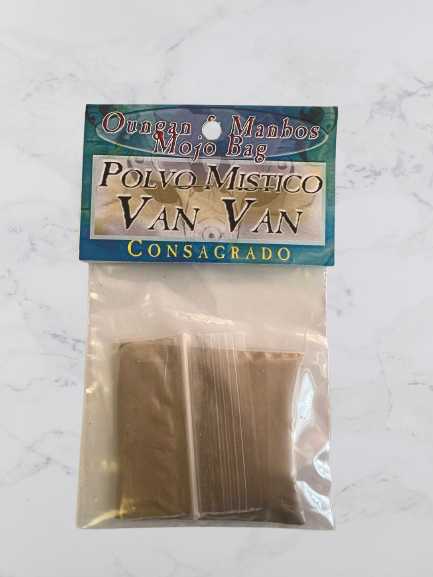 Oungan & Manbos
Mojo Bag
Polvo Mistico
Van Van
Consagrado